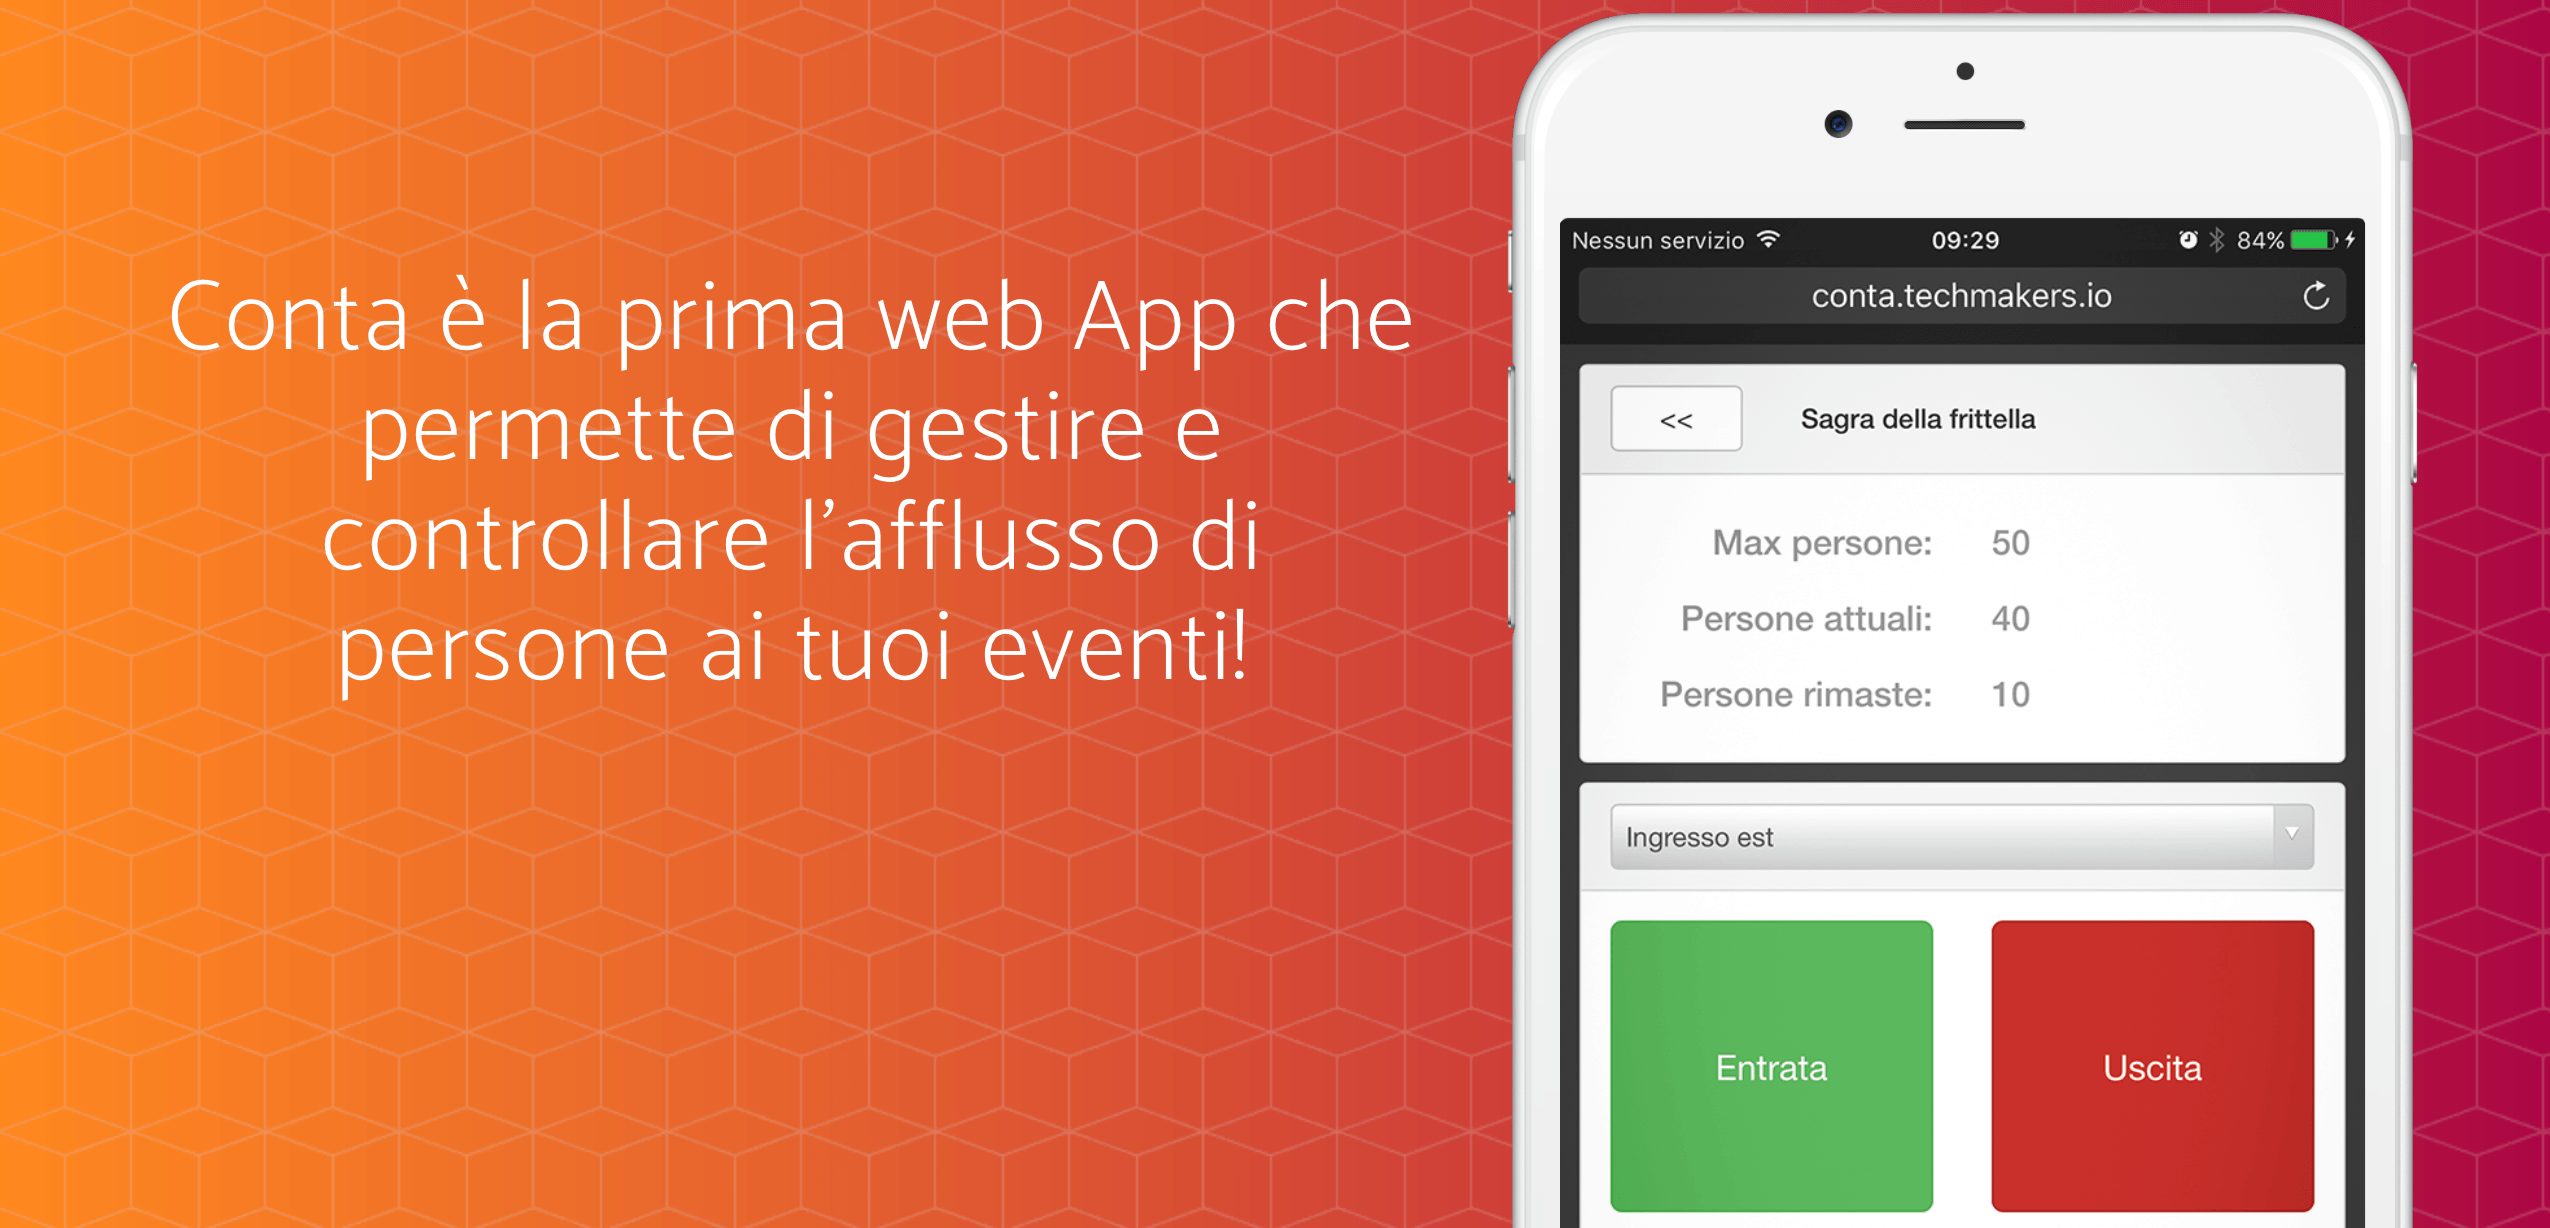 Conta è la prima web App che
permette di gestire e
controllare l’afflusso di
persone ai tuoi eventi!
Nessun servizio 09:29 84%
conta.techmakers.io
<< Sagra della frittella
Max persone: 50
Persone attuali: 40
Persone rimaste: 10
Ingresso est
Entrata Uscita